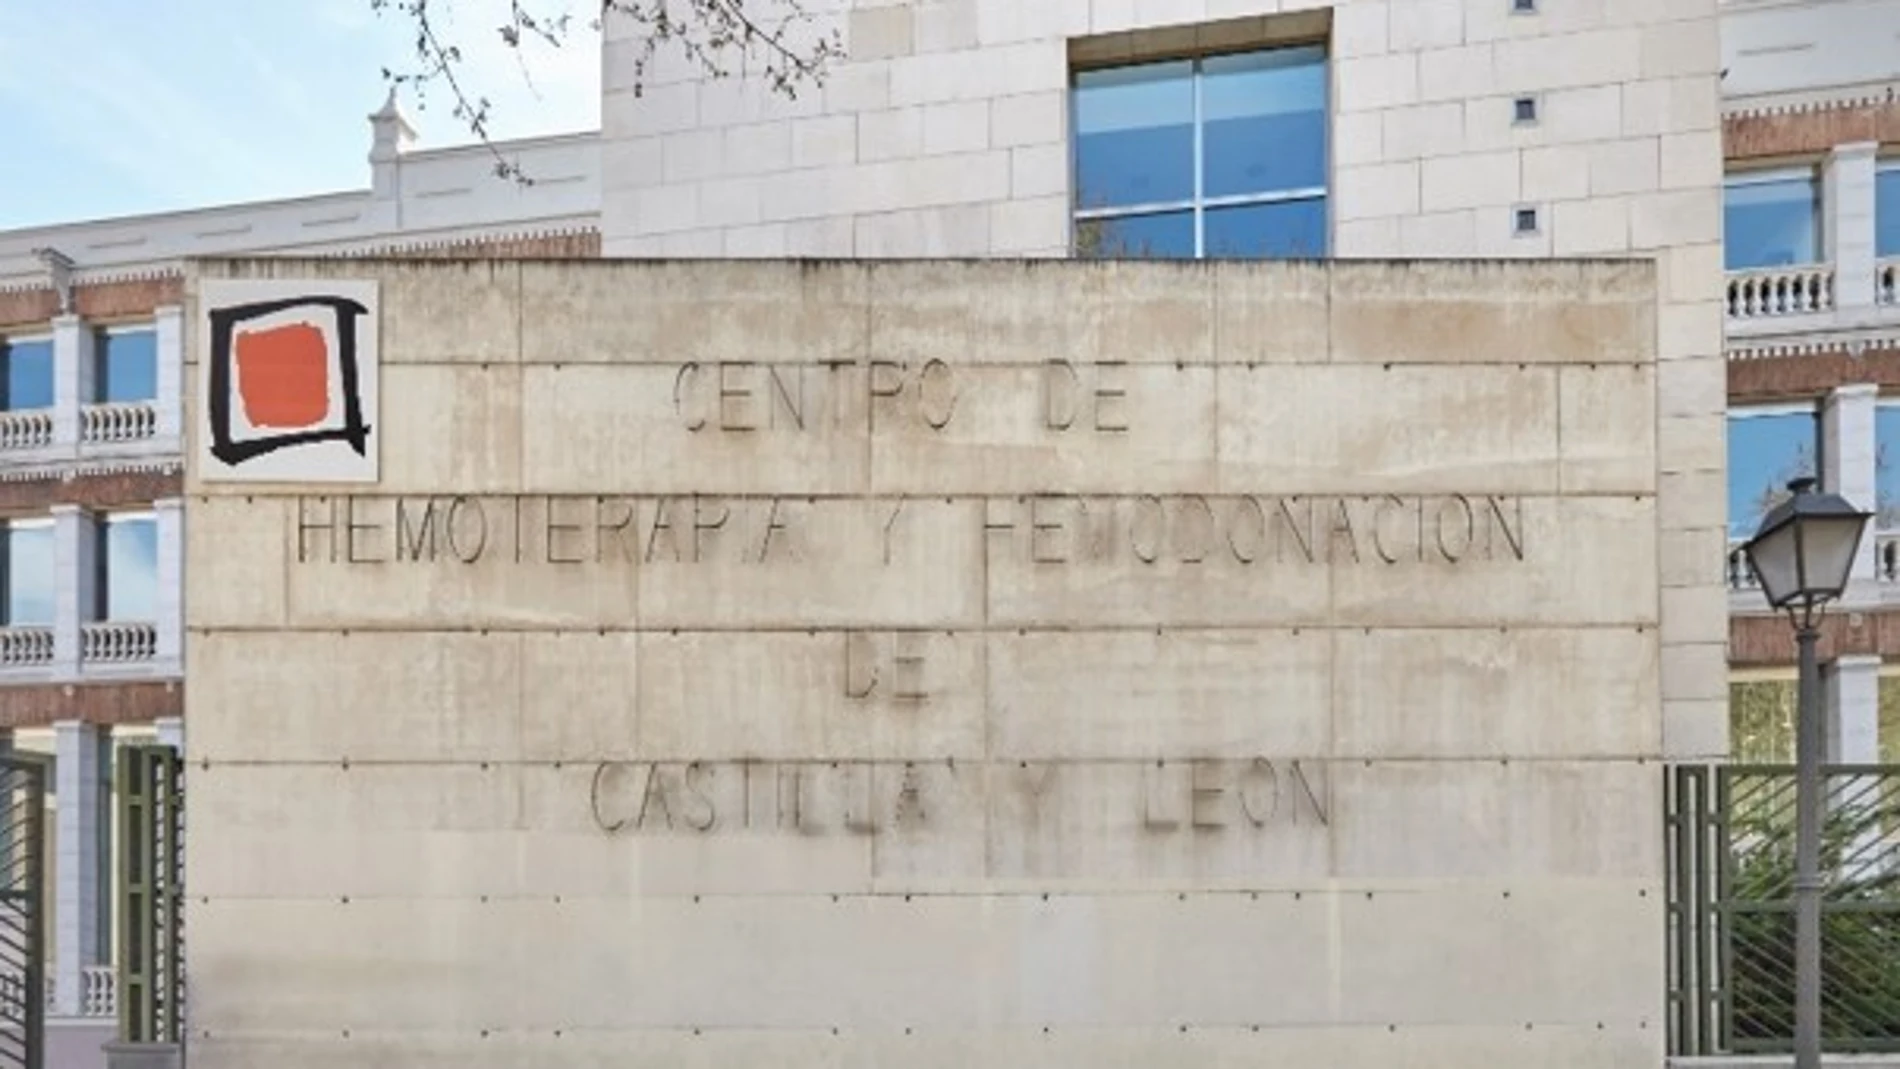 CENTRO DE
HEMOTERAPIA Y HEMODONACION
DE
CASTILLA Y LEON